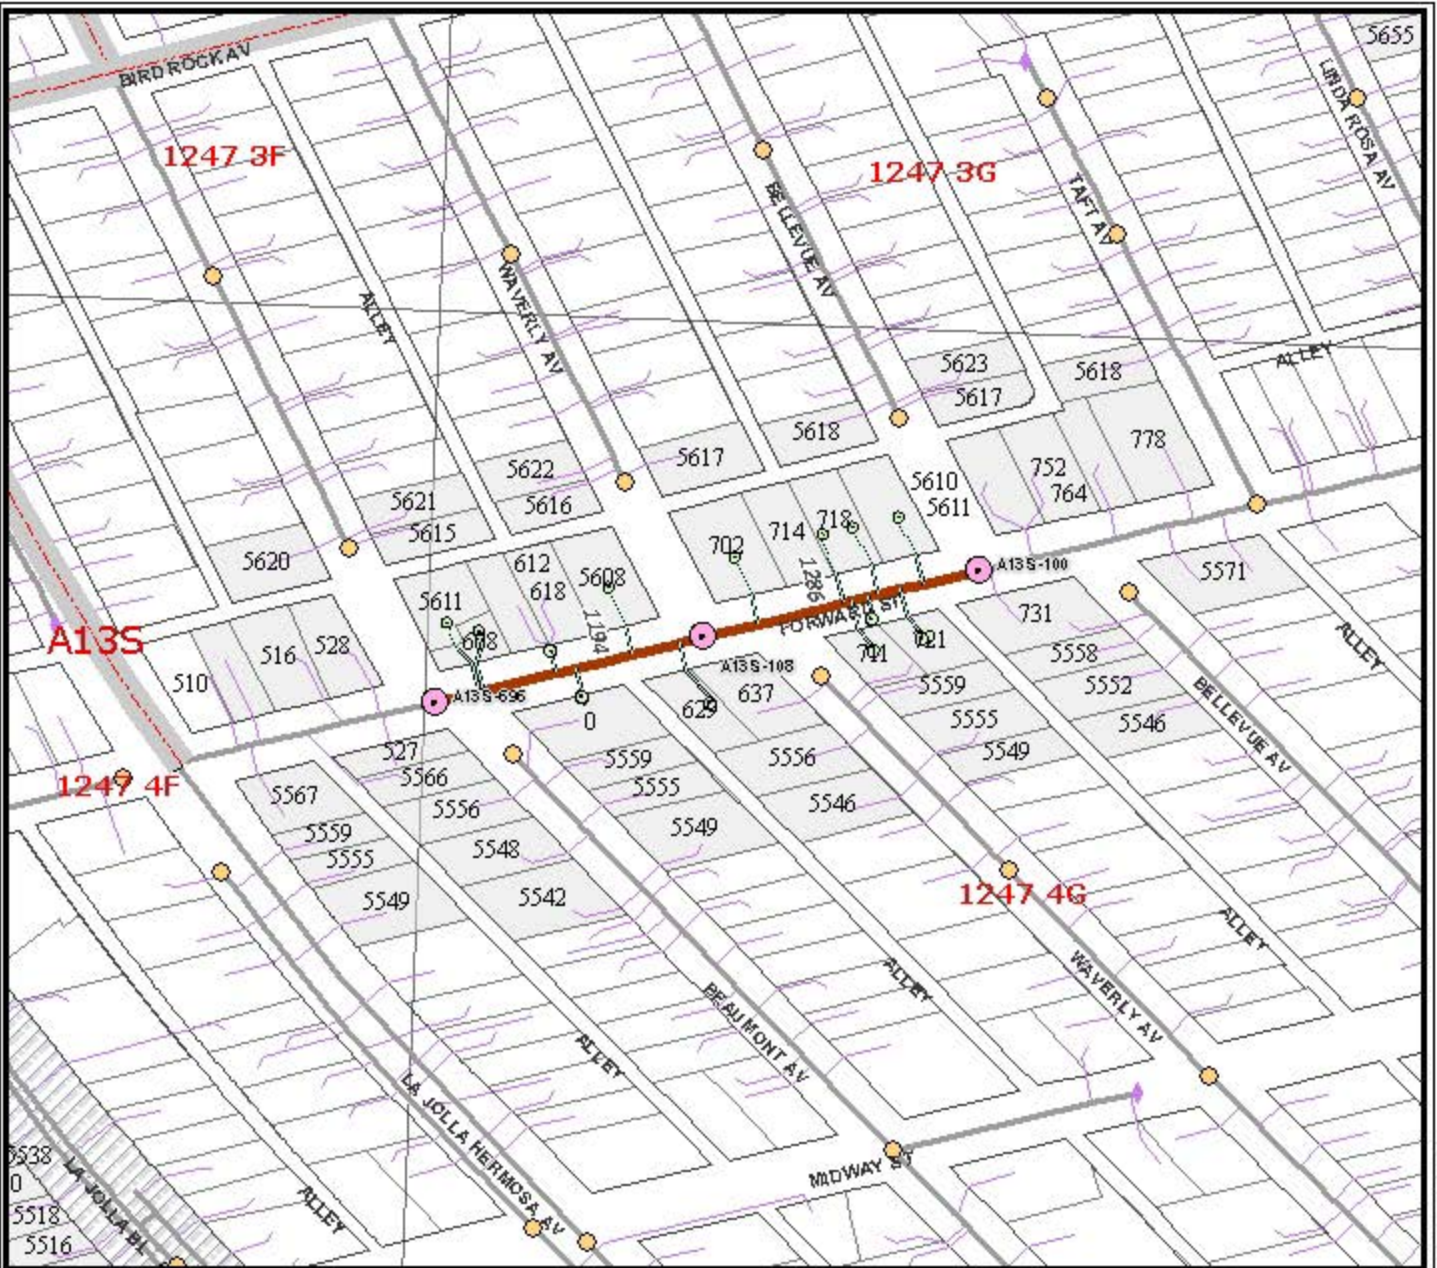 5655
BIRD ROCK AV
LINDA ROSA AV
1247 3F
1247 3G
TAFT AV
BELLEVUE AV
WAVERLY AV
ALLEY
ALLEY
5623
5618
5617
5618
778
5617
5622
752
5610
764
5621
5616
5611
5615
714
718
702
5620
612
A13S-100
5571
5608
618
1286
5611
FORWARD ST
731
1194
A13S
608
721
711
516
528
5558
ALLEY
A13S-108
510
5559
5552
A13S-696
637
629
0
5555
5546
BELLEVUE AV
527
5559
5556
5549
5566
1247 4F
5555
5567
5556
5546
5559
5549
5548
5555
1247 4G
5542
5549
ALLEY
ALLEY
WAVERLY AV
BEAUMONT AV
ALLEY
LA JOLLA HERMOSA AV
5538
MIDWAY ST
0
LA JOLLA BL
ALLEY
5518
5516